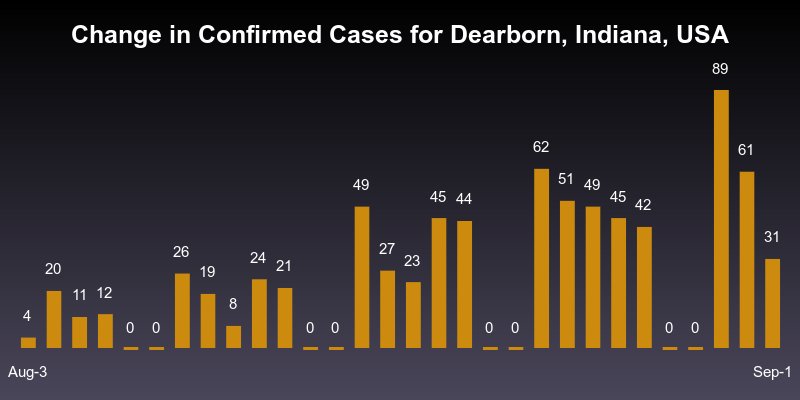 Change in Confirmed Cases for Dearborn, Indiana, USA
4 20 11 12 0 0 26 19 8 24 21 0 0 49 27 23 45 44 0 0 62 51 49 45 42 0 0 89 61 31
Aug-3 Sep-1